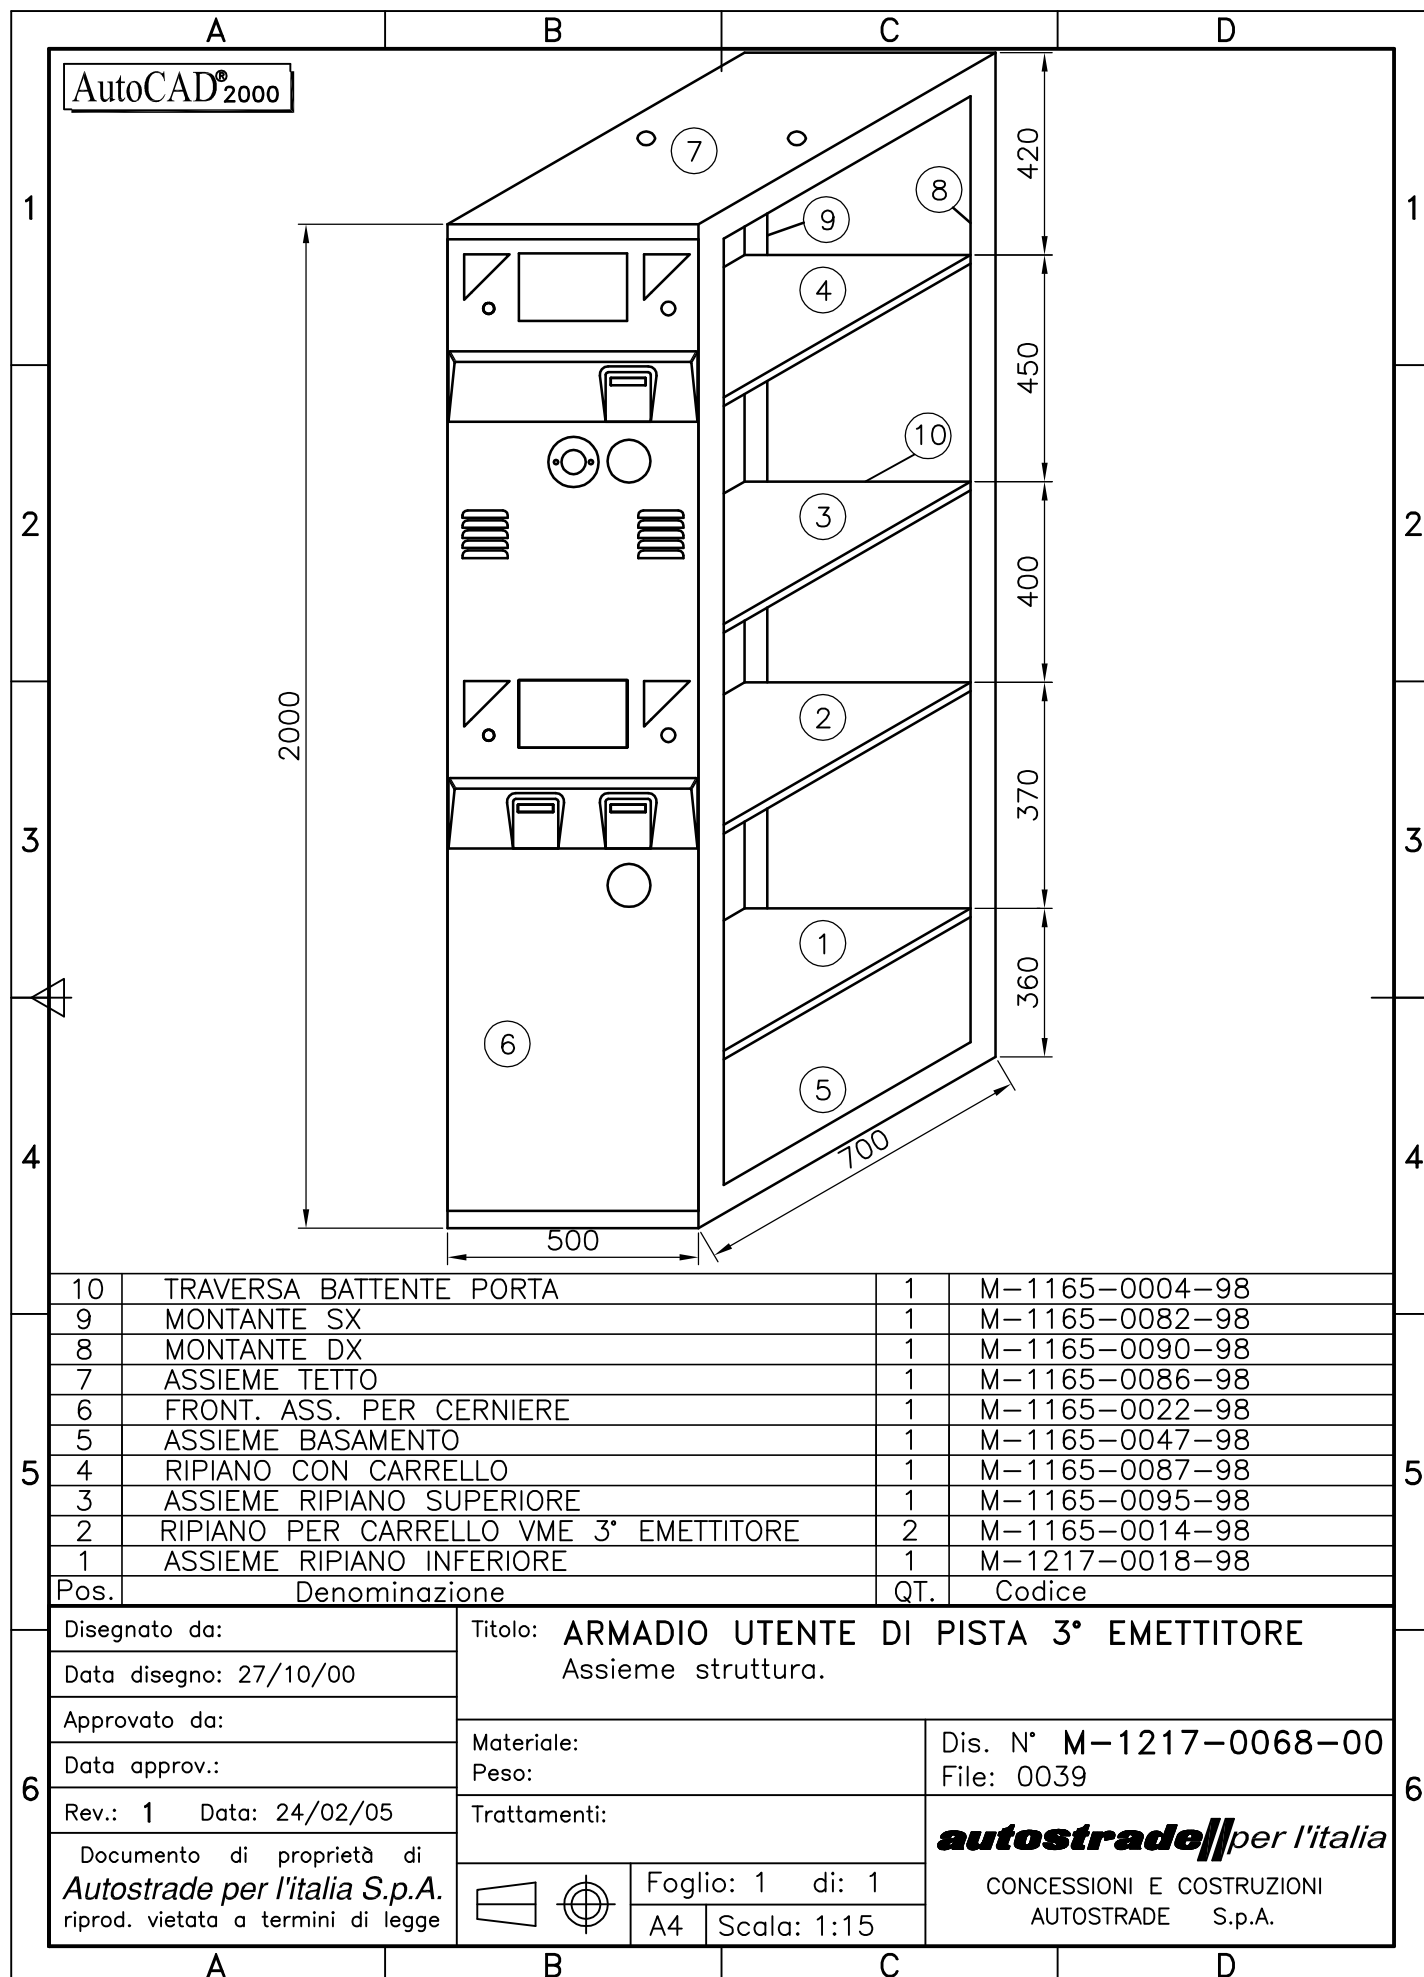 A B C D
AutoCAD® 2000
7
420
8
1 1
9
4
450
10
3
2 2
400
2000
2
370
3 3
1
360
6
5
4 4
700
500
10 TRAVERSA BATTENTE PORTA 1 M-1165-0004-98
9 MONTANTE SX 1 M-1165-0082-98
8 MONTANTE DX 1 M-1165-0090-98
7 ASSIEME TETTO 1 M-1165-0086-98
6 FRONT. ASS. PER CERNIERE 1 M-1165-0022-98
5 ASSIEME BASAMENTO 1 M-1165-0047-98
5 5
4 RIPIANO CON CARRELLO 1 M-1165-0087-98
3 ASSIEME RIPIANO SUPERIORE 1 M-1165-0095-98
2 RIPIANO PER CARRELLO VME 3° EMETTITORE 2 M-1165-0014-98
1 ASSIEME RIPIANO INFERIORE 1 M-1217-0018-98
Pos. Denominazione QT. Codice
Disegnato da:
Data disegno: 27/10/00
Approvato da:
Data approv.:
Rev.: 1 Data: 24/02/05
Documento di proprietà di
Autostrade per l'italia S.p.A.
riprod. vietata a termini di legge
Titolo: ARMADIO UTENTE DI PISTA 3° EMETTITORE
Assieme struttura.
Materiale:
Peso:
Trattamenti:
Foglio: 1 di: 1
A4 Scala: 1:15
Dis. N° M-1217-0068-00
File: 0039
6 6
autostrade//per l'italia
CONCESSIONI E COSTRUZIONI
AUTOSTRADE S.p.A.
A B C D